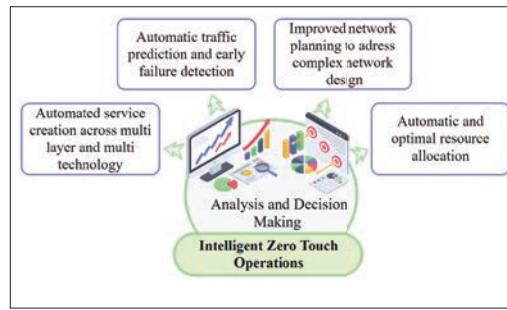 Automatic traffic
prediction and early
failure detection
Improved network
planning to adress
complex network
design
Automated service
creation across multi
layer and multi
technology
Automatic and
optimal resource
allocation
Analysis and Decision
Making
Intelligent Zero Touch
Operations